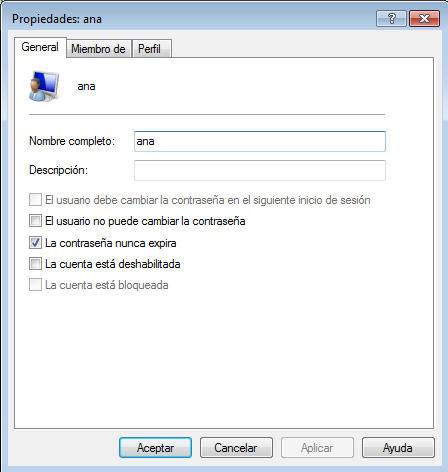 Propiedades: ana
General Miembro de Perfil
ana
Nombre completo: ana
Descripción:
El usuario debe cambiar la contraseña en el siguiente inicio de sesión
El usuario no puede cambiar la contraseña
La contraseña nunca expira
La cuenta está deshabilitada
La cuenta está bloqueada
Aceptar Cancelar Aplicar Ayuda